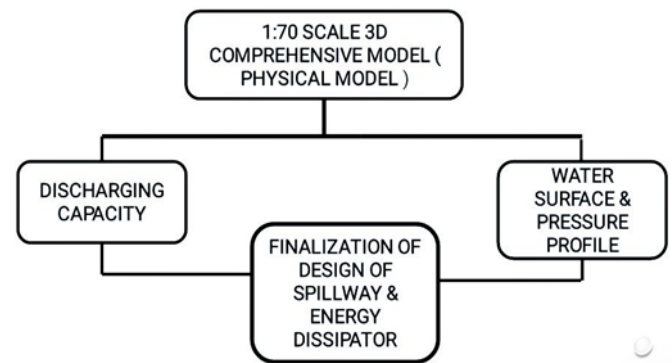 1:70 SCALE 3D
COMPREHENSIVE MODEL (
PHYSICAL MODEL )
DISCHARGING
CAPACITY
WATER
SURFACE &
PRESSURE
PROFILE
FINALIZATION OF
DESIGN OF
SPILLWAY &
ENERGY
DISSIPATOR